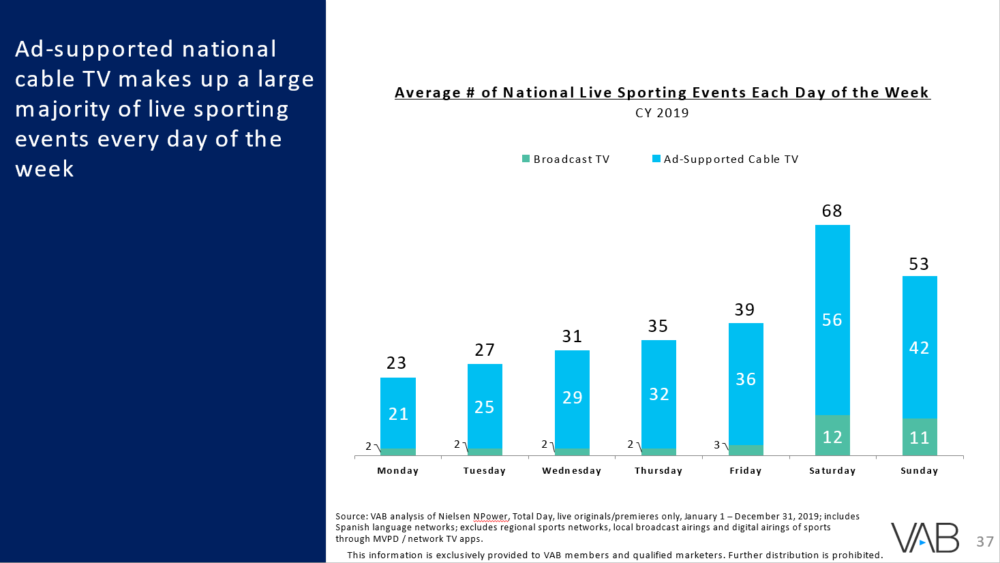 Ad-supported national
cable TV makes up a large
majority of live sporting
events every day of the
week
Average # of National Live Sporting Events Each Day of the Week
CY 2019
Broadcast TV
Ad-Supported Cable TV
68
53
39
35
31
27
23
56
42
36
32
29
25
21
2
2
2
2
3
12
11
Monday
Tuesday
Wednesday
Thursday
Friday
Saturday
Sunday
Source: VAB analysis of Nielsen NPower, Total Day, live originals/premieres only, January 1 – December 31, 2019; includes
Spanish language networks; excludes regional sports networks, local broadcast airings and digital airings of sports
through MVPD / network TV apps.
This information is exclusively provided to VAB members and qualified marketers. Further distribution is prohibited.
VAB
37